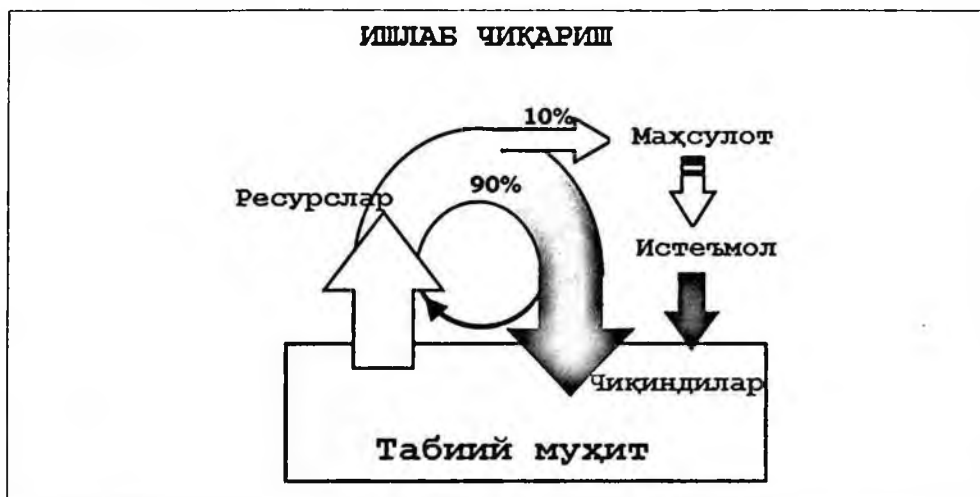 ИШЛАБ ЧИҚАРИШ
10%
Маҳсулот
90%
Ресурслар
Истеъмол
Чиқиндилар
Табиий муҳит